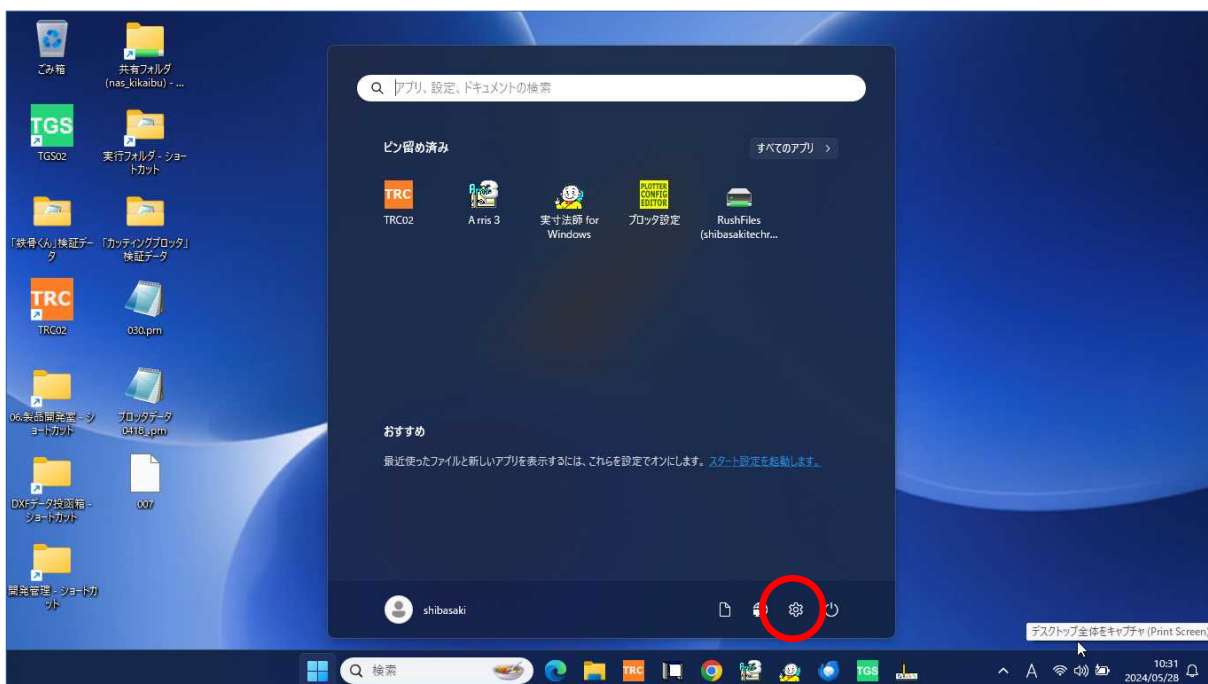 ごみ箱
共有フォルダ
(nas_kikaibu) - ...
TGS
TGS02
実行フォルダ - ショー
トカット
「鉄骨くん」検証デー
タ
「カッティングプロッタ」
検証データ
TRC
TRC02
030.prn
06.製品開発室 - シ
ョートカット
プロッタデータ
0418_.prn
DXFデータ投函箱 -
ショートカット
007
開発管理 - ショートカ
ット
アプリ、設定、ドキュメントの検索
ピン留め済み
すべてのアプリ >
TRC
TRC02
Arris 3
実寸法師 for
Windows
PLOTTER
CONFIG
EDITOR
プロッタ設定
RushFiles
(shibasakitechr...
おすすめ
最近使ったファイルと新しいアプリを表示するには、これらを設定でオンにします。 スタート設定を起動します。
shibasaki
デスクトップ全体をキャプチャ (Print Screen)
検索
TRC
TGS
A
10:31
2024/05/28